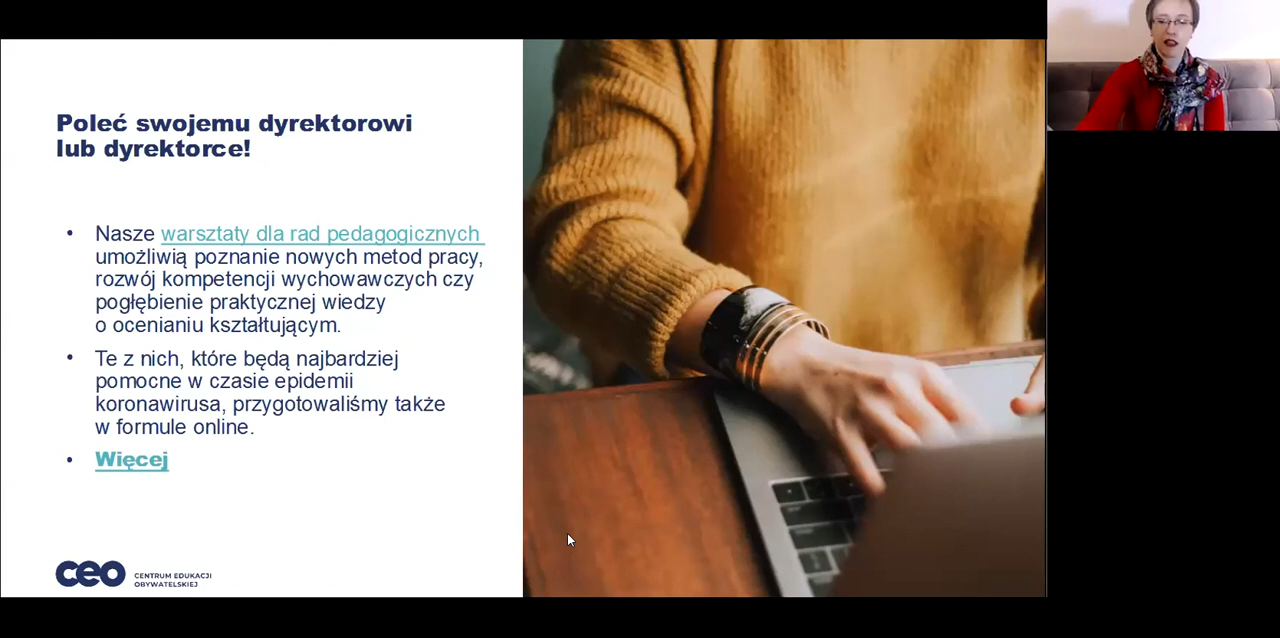 Poleć swojemu dyrektorowi
lub dyrektorce!
• Nasze warsztaty dla rad pedagogicznych
umożliwią poznanie nowych metod pracy,
rozwój kompetencji wychowawczych czy
pogłębienie praktycznej wiedzy
o ocenianiu kształtującym.
• Te z nich, które będą najbardziej
pomocne w czasie epidemii
koronawirusa, przygotowaliśmy także
w formule online.
• Więcej
ceo CENTRUM EDUKACJI
OBYWATELSKIEJ